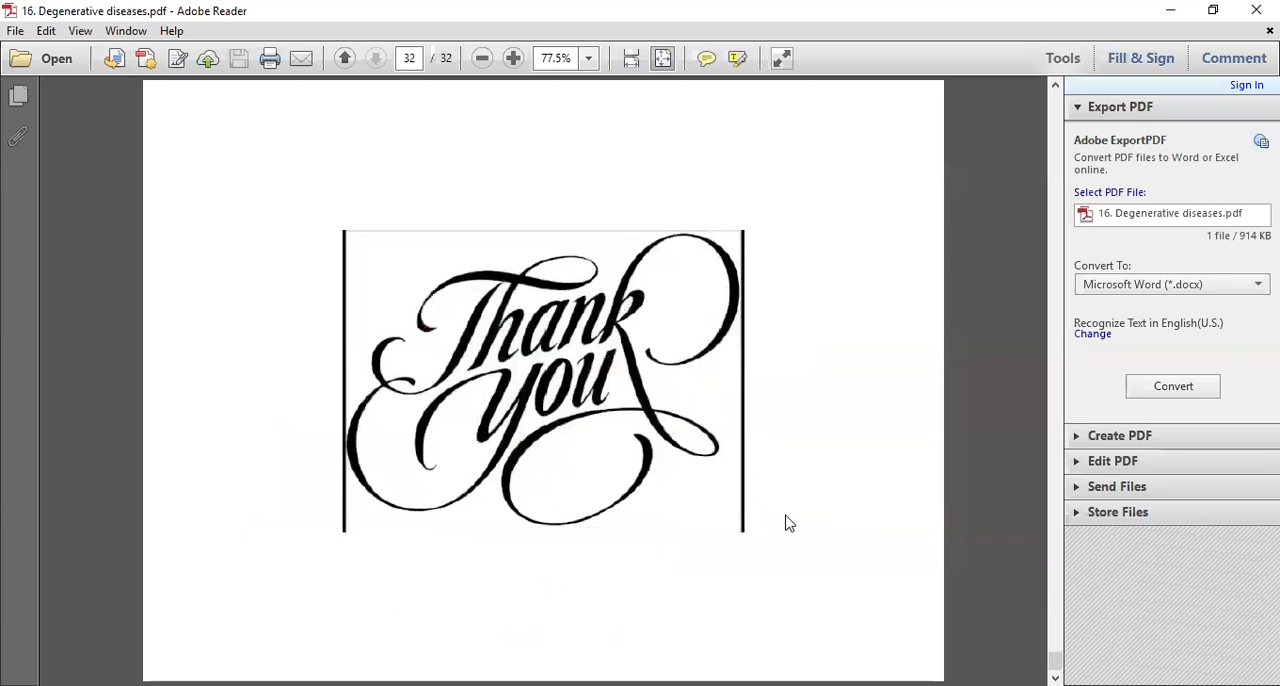 16. Degenerative diseases.pdf - Adobe Reader
File Edit View Window Help
Open 32 / 32 77.5% Tools Fill & Sign Comment
Sign In
Export PDF
Adobe ExportPDF
Convert PDF files to Word or Excel
online.
Select PDF File:
16. Degenerative diseases.pdf
1 file / 914 KB
Convert To:
Microsoft Word (*.docx)
Recognize Text in English(U.S.)
Change
Convert
Create PDF
Edit PDF
Send Files
Store Files
Thank
You